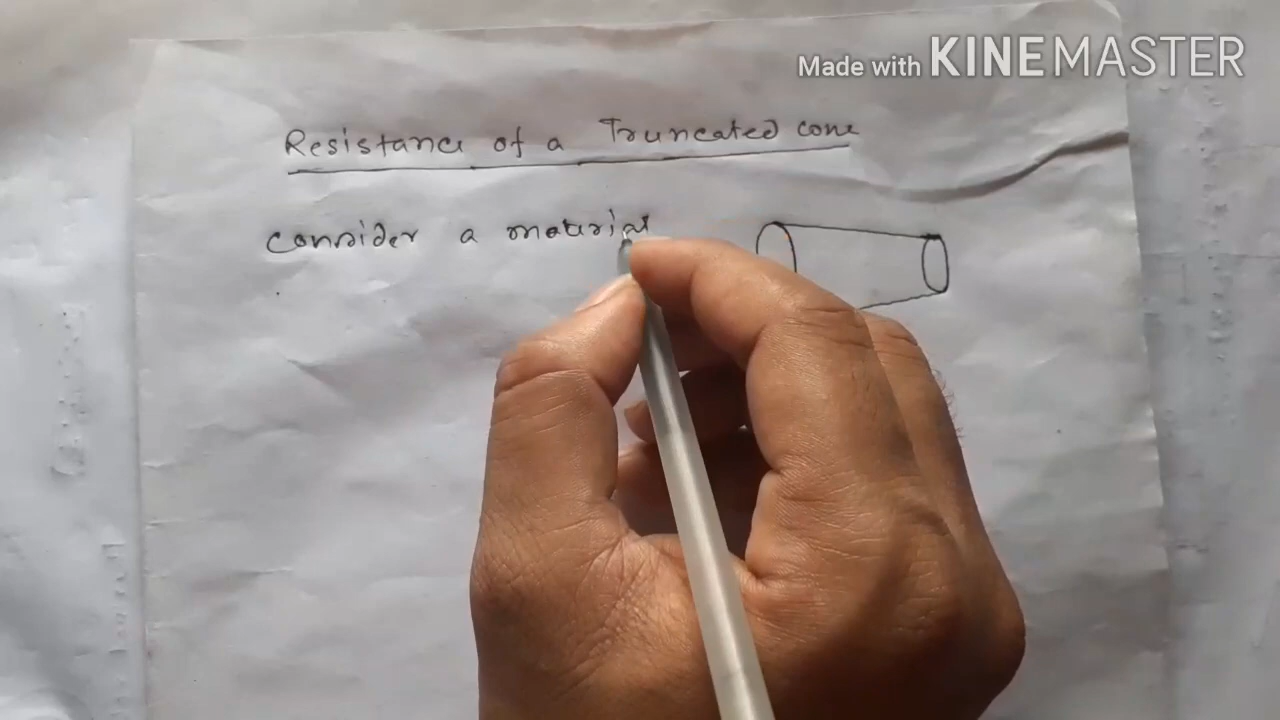 Made with KINEMASTER
Resistance of a Truncated cone
consider a material